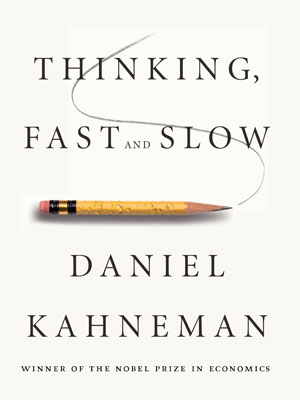 THINKING,
FAST AND SLOW
DANIEL
KAHNEMAN
WINNER OF THE NOBEL PRIZE IN ECONOMICS